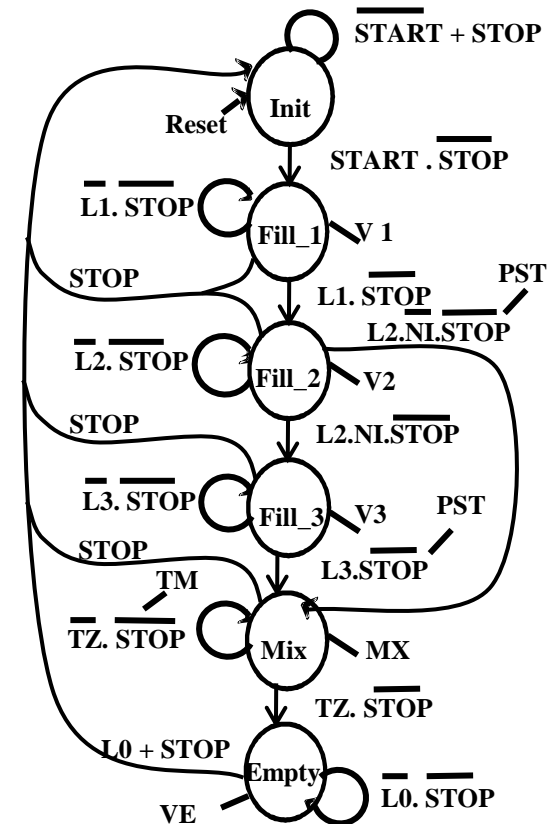 START + STOP
Init
Reset
START . STOP
L1. STOP
Fill_1
V 1
STOP
L1. STOP
PST
L2.NI.STOP
L2. STOP
Fill_2
V2
STOP
L2.NI.STOP
L3. STOP
Fill_3
V3
PST
STOP
L3.STOP
TM
TZ. STOP
Mix
MX
TZ. STOP
L0 + STOP
Empty
L0. STOP
VE